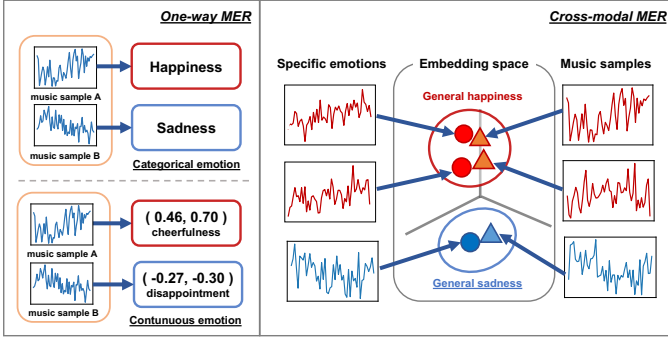 One-way MER
Happiness
music sample A
Sadness
music sample B
Categorical emotion
( 0.46, 0.70 )
cheerfulness
music sample A
( -0.27, -0.30 )
disappointment
music sample B
Contunuous emotion
Cross-modal MER
Specific emotions
Embedding space
Music samples
General happiness
General sadness